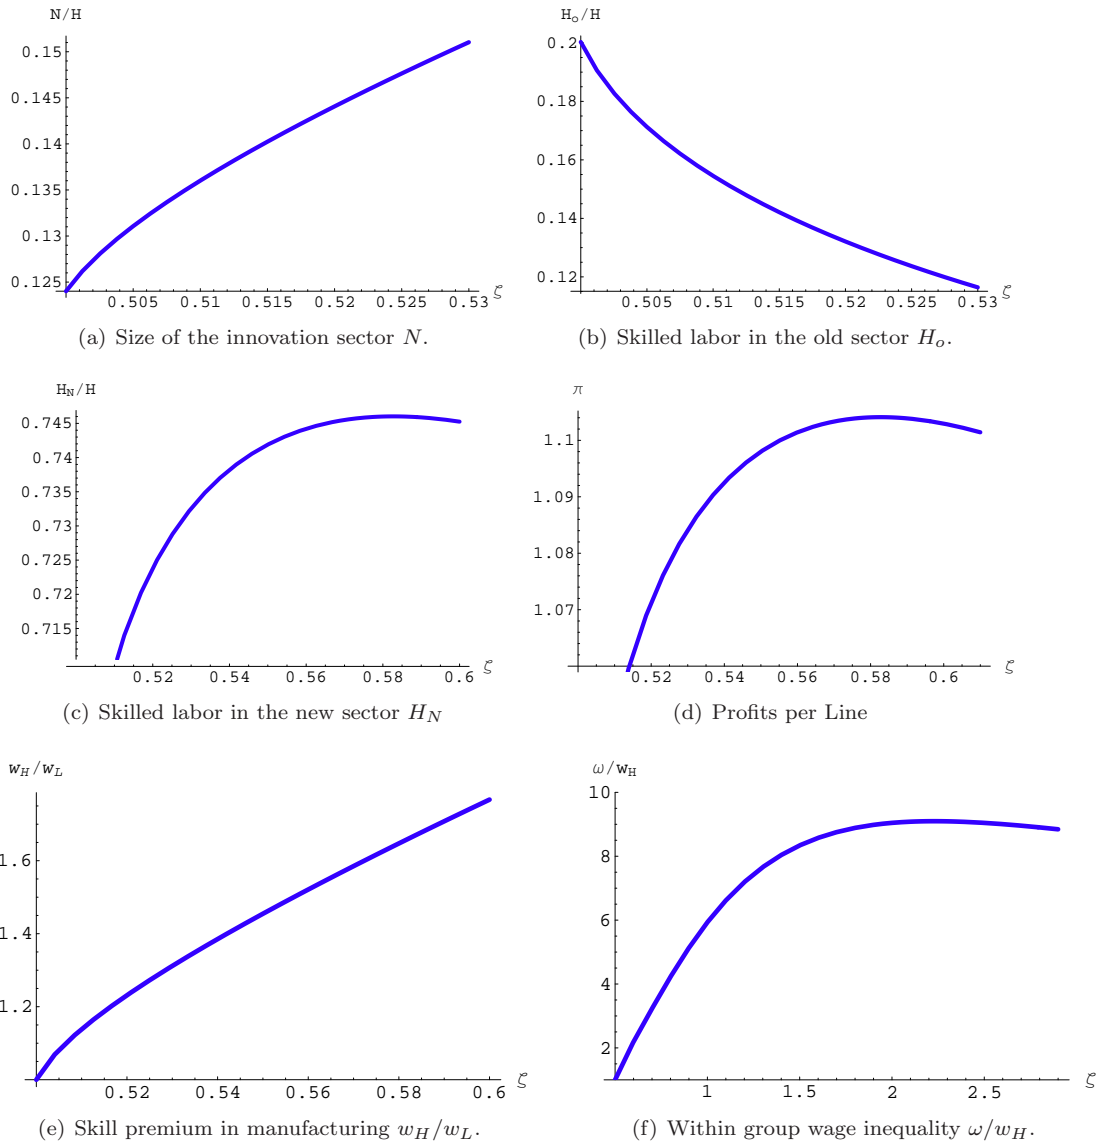 N/H
0.15
0.145
0.14
0.135
0.13
0.125
0.505 0.51 0.515 0.52 0.525 0.53 ζ
(a) Size of the innovation sector N.
H₀/H
0.2
0.18
0.16
0.14
0.12
0.505 0.51 0.515 0.52 0.525 0.53 ζ
(b) Skilled labor in the old sector Hₒ.
H_N/H
0.745
0.74
0.735
0.73
0.725
0.72
0.715
0.52 0.54 0.56 0.58 0.6 ζ
(c) Skilled labor in the new sector H_N
π
1.1
1.09
1.08
1.07
0.52 0.54 0.56 0.58 0.6 ζ
(d) Profits per Line
w_H/w_L
1.6
1.4
1.2
0.52 0.54 0.56 0.58 0.6 ζ
(e) Skill premium in manufacturing w_H/w_L.
ω/w_H
10
8
6
4
2
1 1.5 2 2.5 ζ
(f) Within group wage inequality ω/w_H.